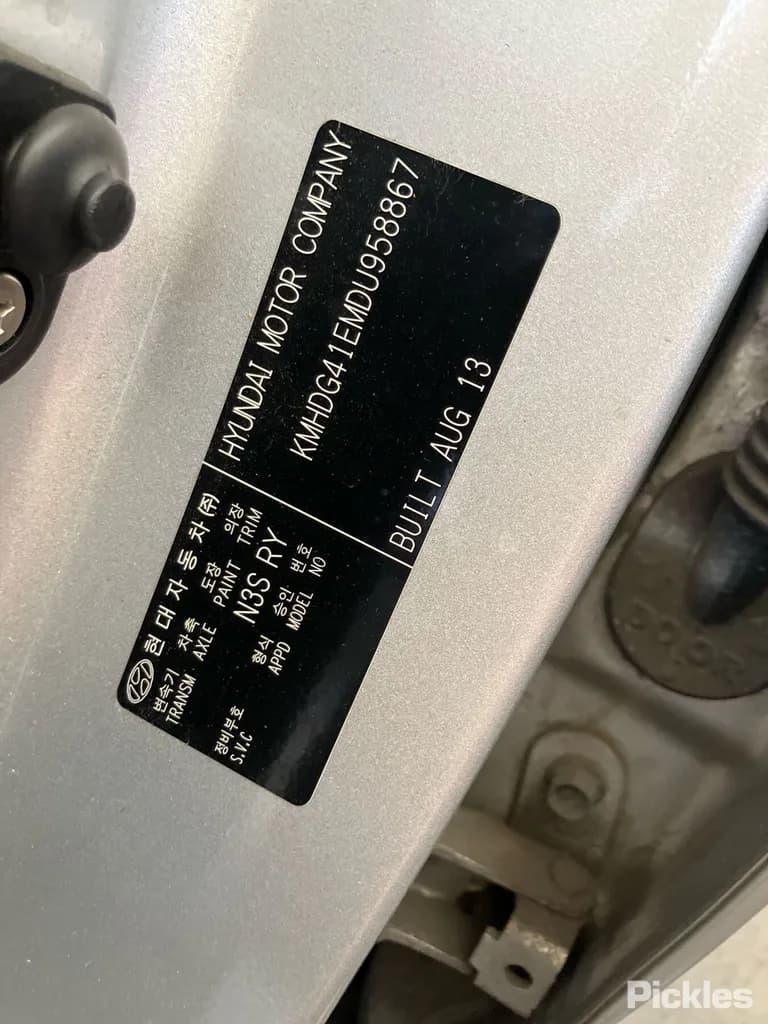 현대자동차(주)
HYUNDAI MOTOR COMPANY
변속기 차축 도장 의장
TRANSM AXLE PAINT TRIM
KMHDG41EMDU958867
N3S RY
형식 승인 번호
APPD MODEL NO
정비부호
S.V.C
BUILT AUG 13
Pickles